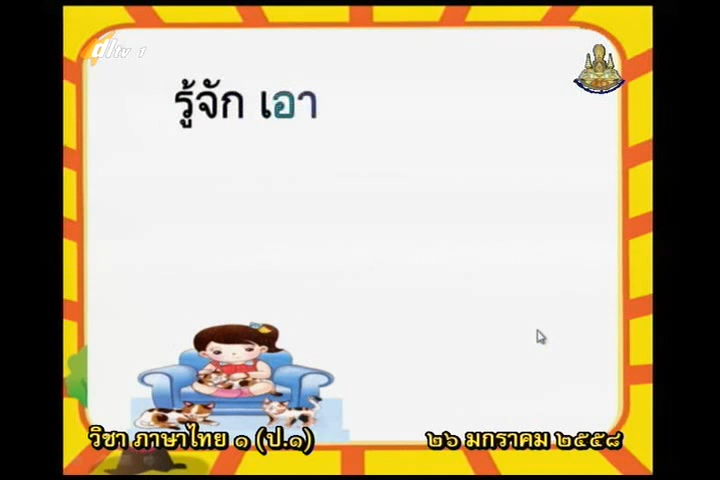 dltv 1
รู้จัก เอา
วิชา ภาษาไทย ๑ (ป.๑)
๒๖ มกราคม ๒๕๕๘